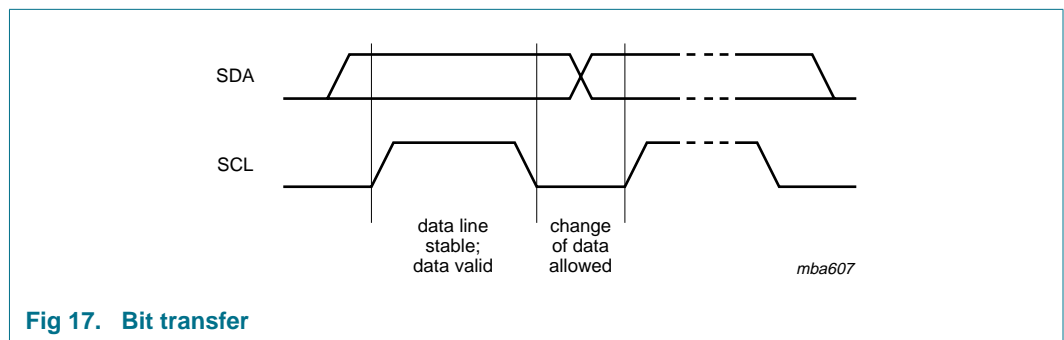 SDA
SCL
data line
stable;
data valid
change
of data
allowed
mba607
Fig 17. Bit transfer